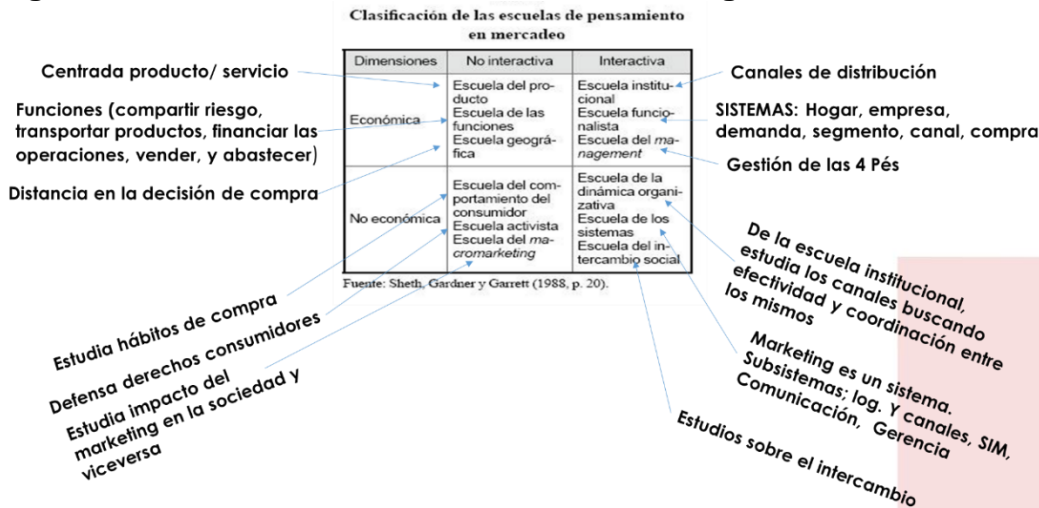 Clasificación de las escuelas de pensamiento
en mercadeo
Dimensiones No interactiva Interactiva
Económica
Escuela del pro-
ducto
Escuela de las
funciones
Escuela geográ-
fica
Escuela institu-
cional
Escuela funcio-
nalista
Escuela del ma-
nagement
No económica
Escuela del com-
portamiento del
consumidor
Escuela activista
Escuela del ma-
cromarketing
Escuela de la
dinámica organi-
zativa
Escuela de los
sistemas
Escuela del in-
tercambio social
Fuente: Sheth, Gardner y Garrett (1988, p. 20).
Centrada producto/ servicio
Funciones (compartir riesgo,
transportar productos, financiar las
operaciones, vender, y abastecer)
Distancia en la decisión de compra
Canales de distribución
SISTEMAS: Hogar, empresa,
demanda, segmento, canal, compra
Gestión de las 4 Pés
Estudia hábitos de compra
Defensa derechos consumidores
Estudia impacto del
marketing en la sociedad y
viceversa
De la escuela institucional,
estudia los canales buscando
efectividad y coordinación entre
los mismos
Marketing es un sistema.
Subsistemas; log. Y canales, SIM,
Comunicación, Gerencia
Estudios sobre el intercambio